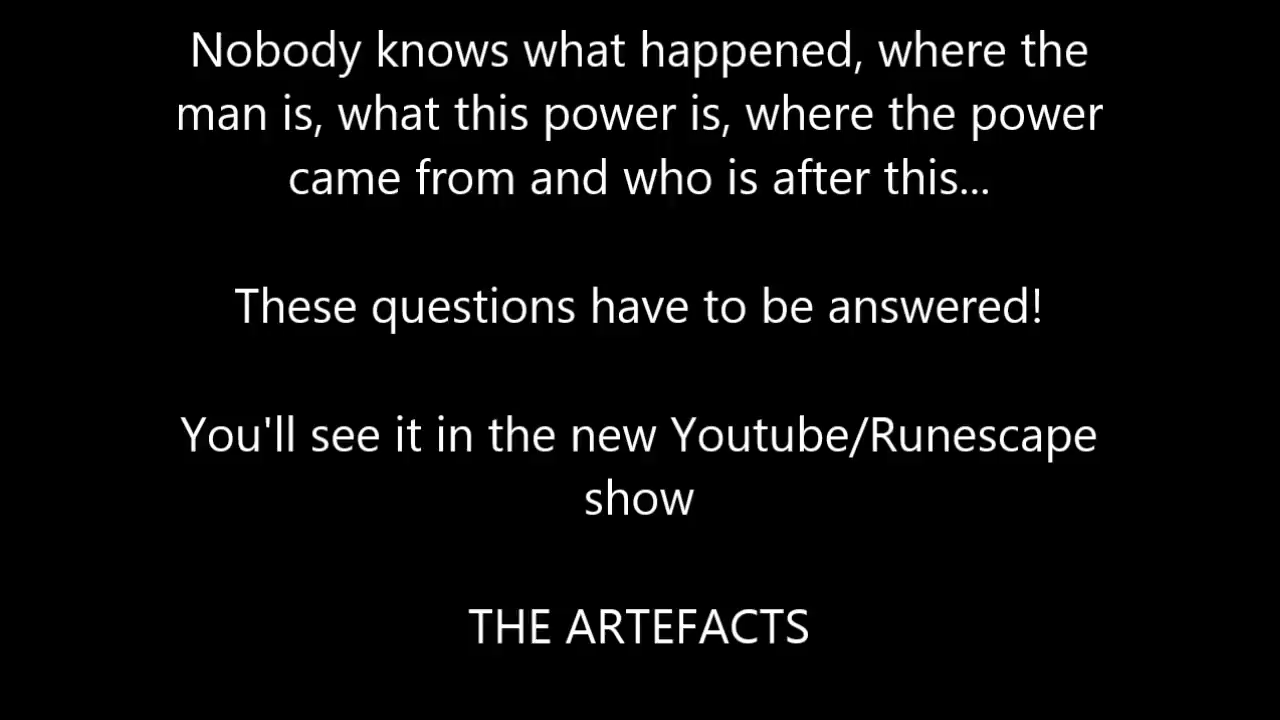 Nobody knows what happened, where the
man is, what this power is, where the power
came from and who is after this...
These questions have to be answered!
You'll see it in the new Youtube/Runescape
show
THE ARTEFACTS